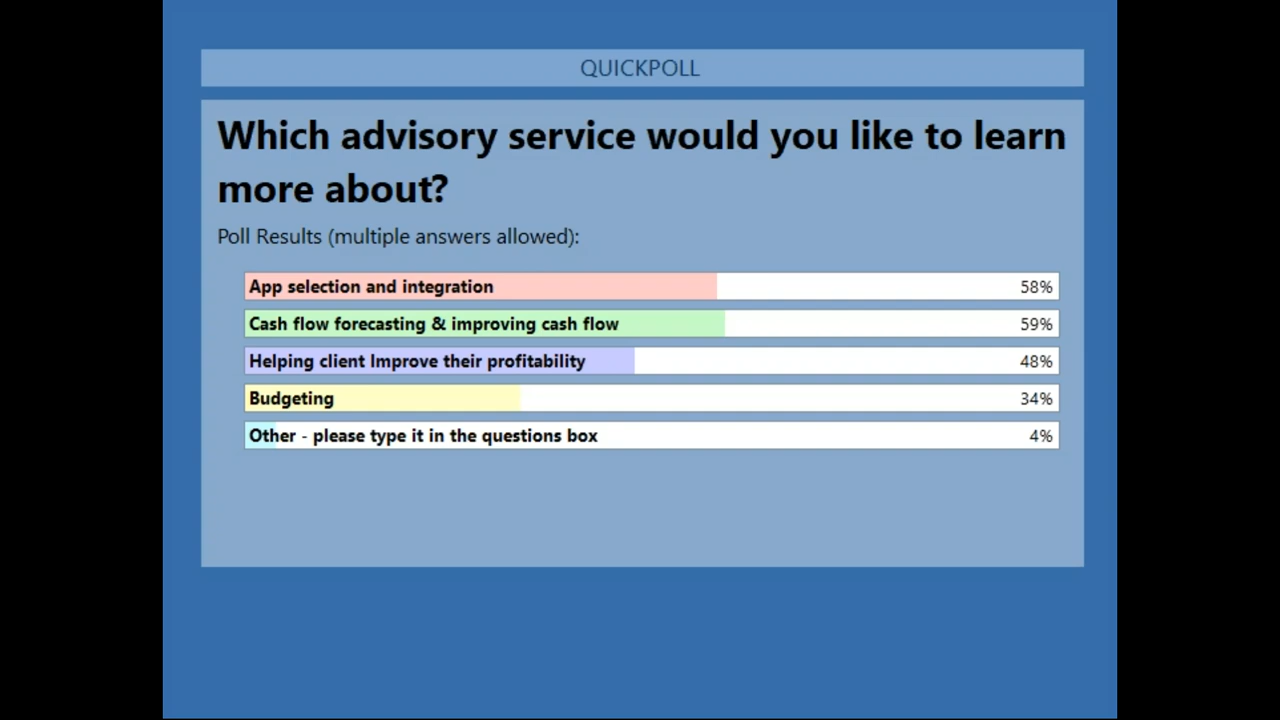 QUICKPOLL
Which advisory service would you like to learn
more about?
Poll Results (multiple answers allowed):
App selection and integration 58%
Cash flow forecasting & improving cash flow 59%
Helping client Improve their profitability 48%
Budgeting 34%
Other - please type it in the questions box 4%